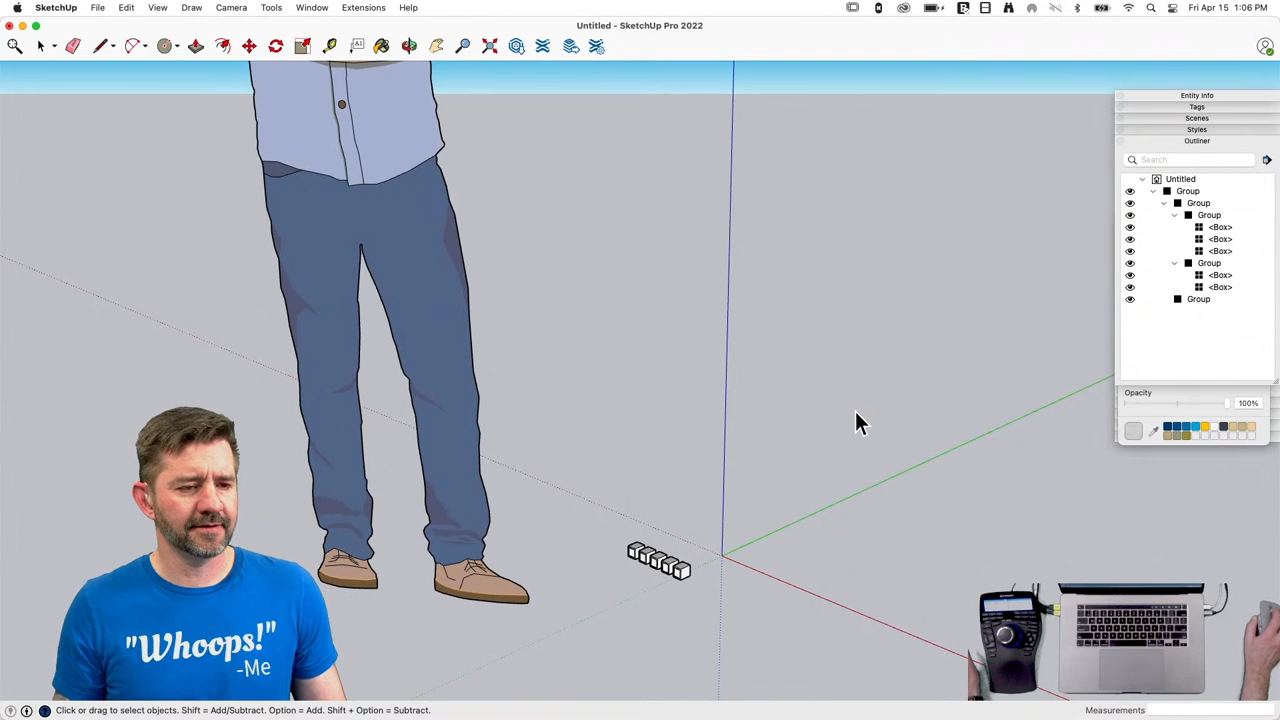 SketchUp File Edit View Draw Camera Tools Window Extensions Help Fri Apr 15 1:06 PM
Untitled - SketchUp Pro 2022
Entity Info
Tags
Scenes
Styles
Outliner
Search
Untitled
Group
Group
Group
<Box>
<Box>
<Box>
Group
<Box>
<Box>
Group
Opacity
100%
"Whoops!"
-Me
Click or drag to select objects. Shift = Add/Subtract. Option = Add. Shift + Option = Subtract. Measurements